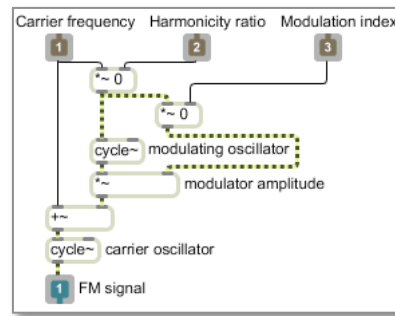 Carrier frequency Harmonicity ratio Modulation index
1 2 3
*~ 0
*~ 0
cycle~ modulating oscillator
*~ modulator amplitude
+~
cycle~ carrier oscillator
1 FM signal